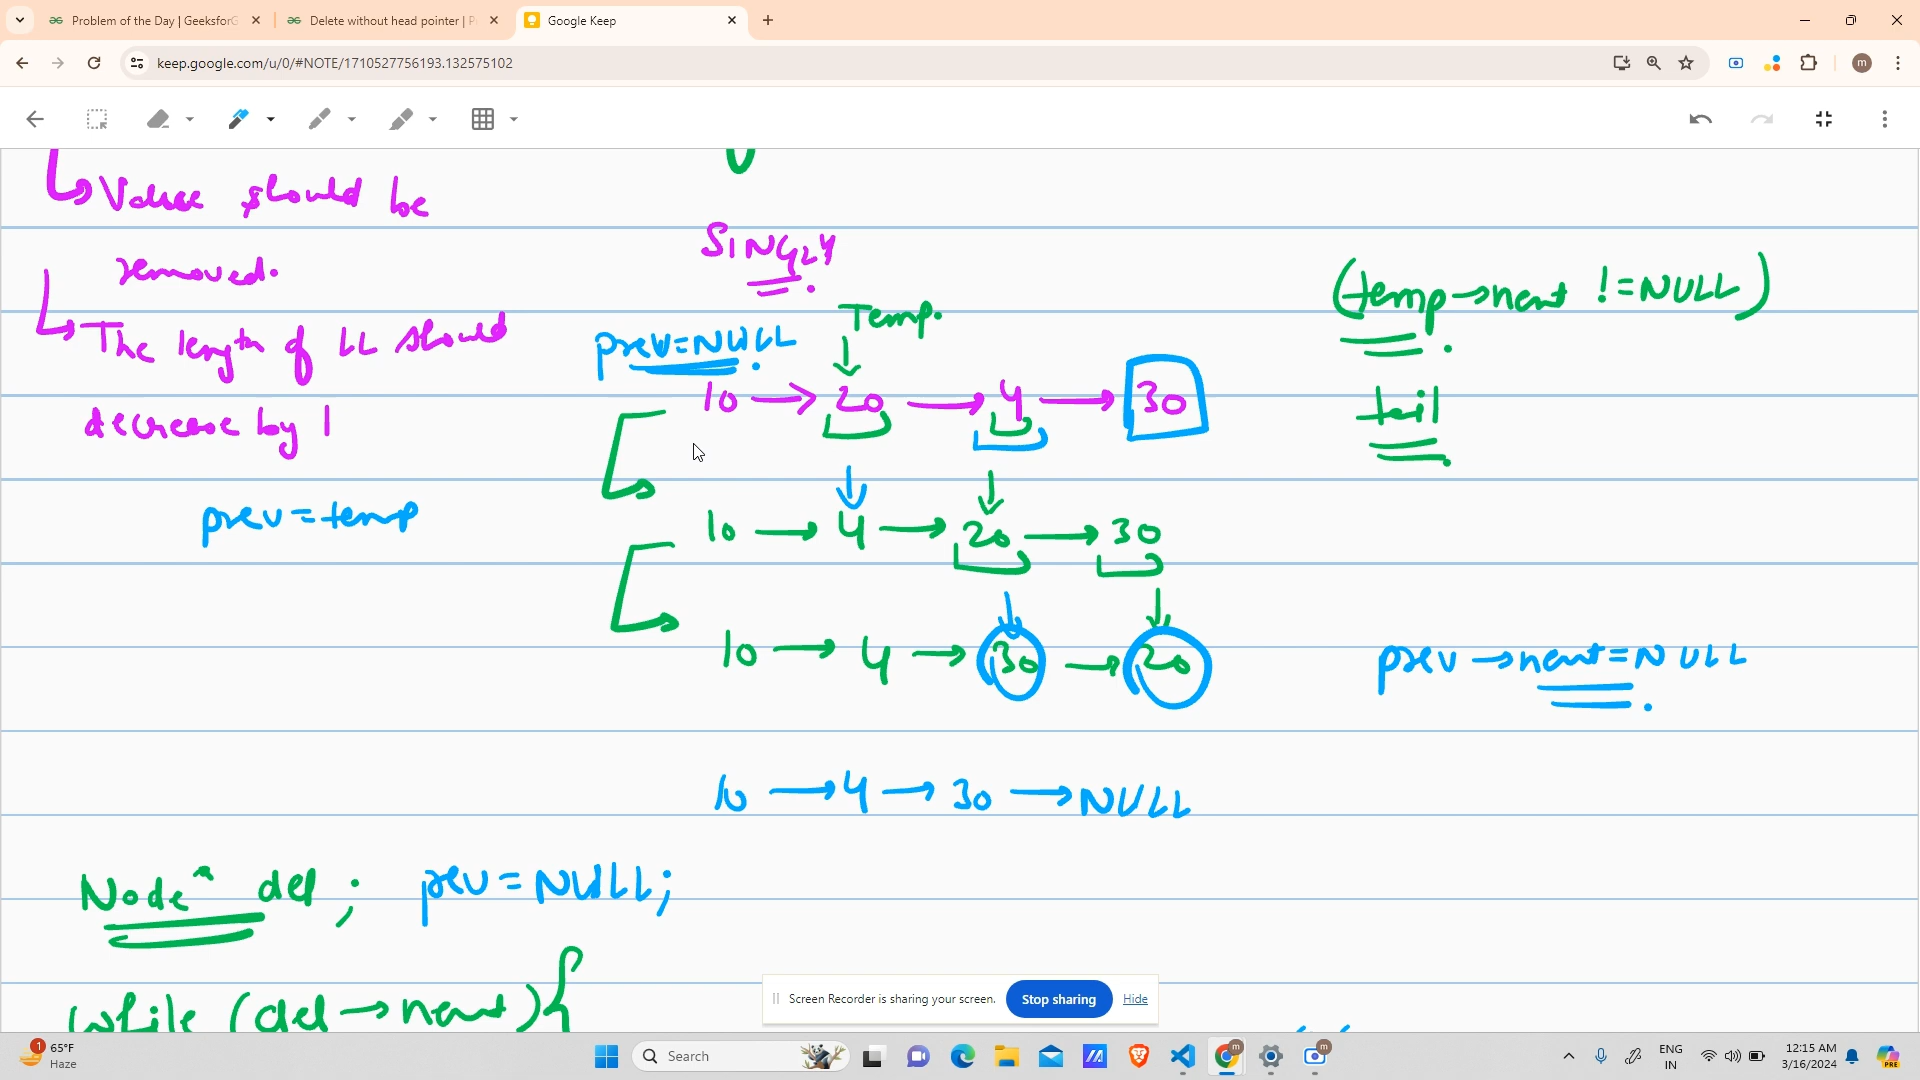 Problem of the Day | GeeksforG
Delete without head pointer | P
Google Keep
keep.google.com/u/0/#NOTE/1710527756193.132575102
m
Value should be
removed.
The length of LL should
decrease by 1
prev = temp
SINGLY
Temp.
prev=NULL
10 → 20 → 4 → 30
10 → 4 → 20 → 30
10 → 4 → 30 → 20
10 → 4 → 30 → NULL
(temp→next != NULL)
tail
prev→next=NULL
Node* del ; prev = NULL;
while (del→next){
Screen Recorder is sharing your screen.
Stop sharing
Hide
1
65°F
Haze
Search
m
m
ENG
IN
12:15 AM
3/16/2024
PRE